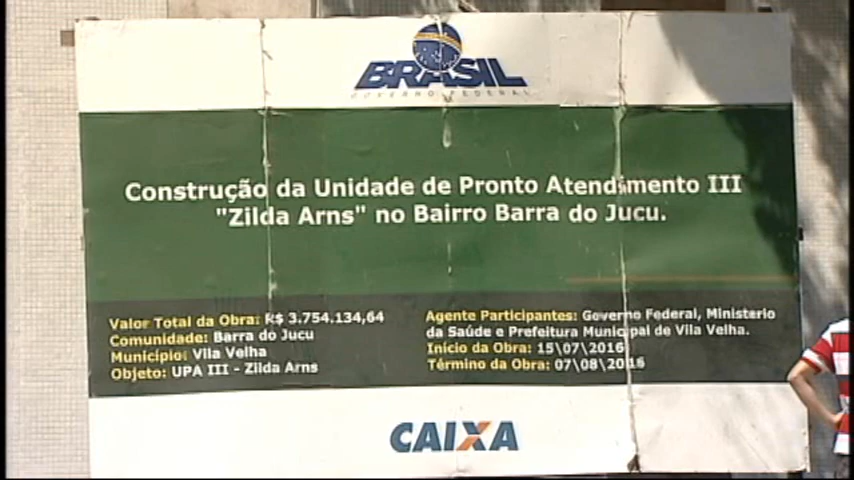 BRASIL
GOVERNO FEDERAL
Construção da Unidade de Pronto Atendimento III
"Zilda Arns" no Bairro Barra do Jucu.
Valor Total da Obra: R$ 3.754.134,64
Comunidade: Barra do Jucu
Município: Vila Velha
Objeto: UPA III - Zilda Arns
Agente Participantes: Governo Federal, Ministerio
da Saúde e Prefeitura Municipal de Vila Velha.
Início da Obra: 15\07\2016
Término da Obra: 07\08\2016
CAIXA